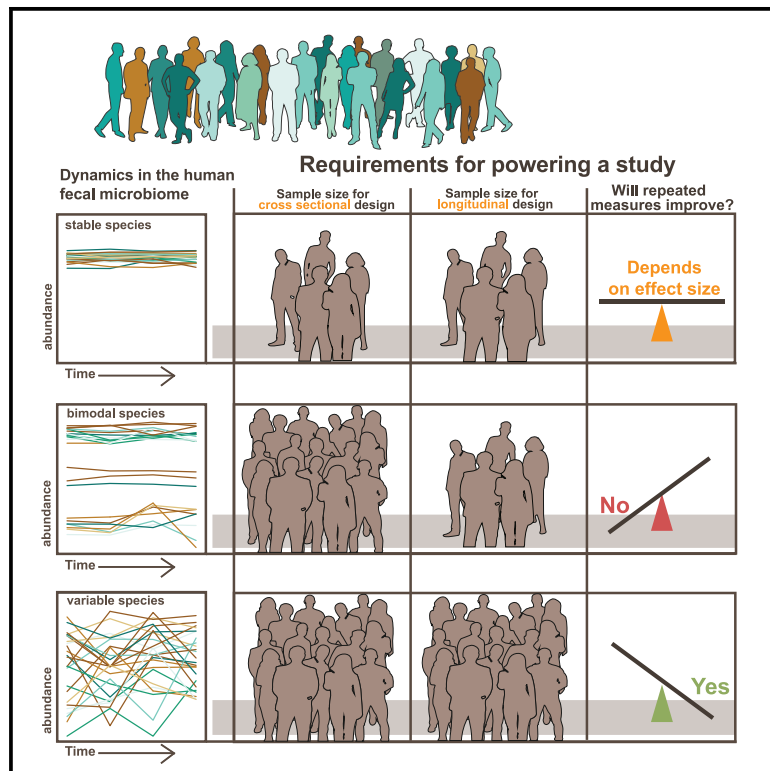 Requirements for powering a study
Dynamics in the human
fecal microbiome
Sample size for
cross sectional design
Sample size for
longitudinal design
Will repeated
measures improve?
stable species
abundance
Time
Depends
on effect size
bimodal species
abundance
Time
No
variable species
abundance
Time
Yes